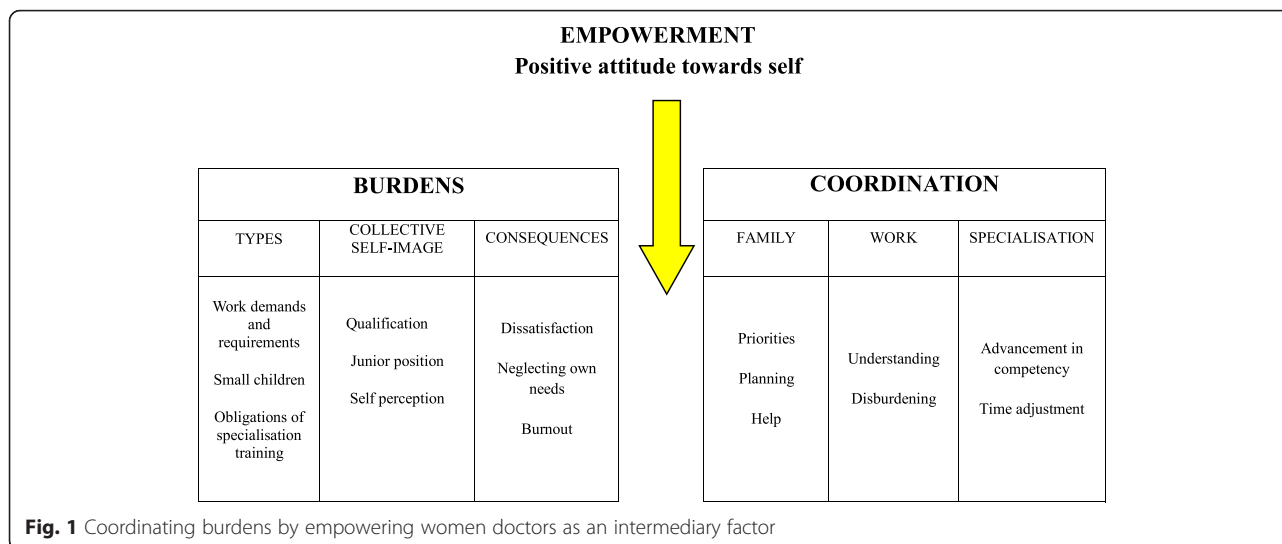 EMPOWERMENT
Positive attitude towards self
BURDENS
TYPES
COLLECTIVE
SELF-IMAGE
CONSEQUENCES
Work demands
and
requirements
Small children
Obligations of
specialisation
training
Qualification
Junior position
Self perception
Dissatisfaction
Neglecting own
needs
Burnout
COORDINATION
FAMILY
WORK
SPECIALISATION
Priorities
Planning
Help
Understanding
Disburdening
Advancement in
competency
Time adjustment
Fig. 1 Coordinating burdens by empowering women doctors as an intermediary factor